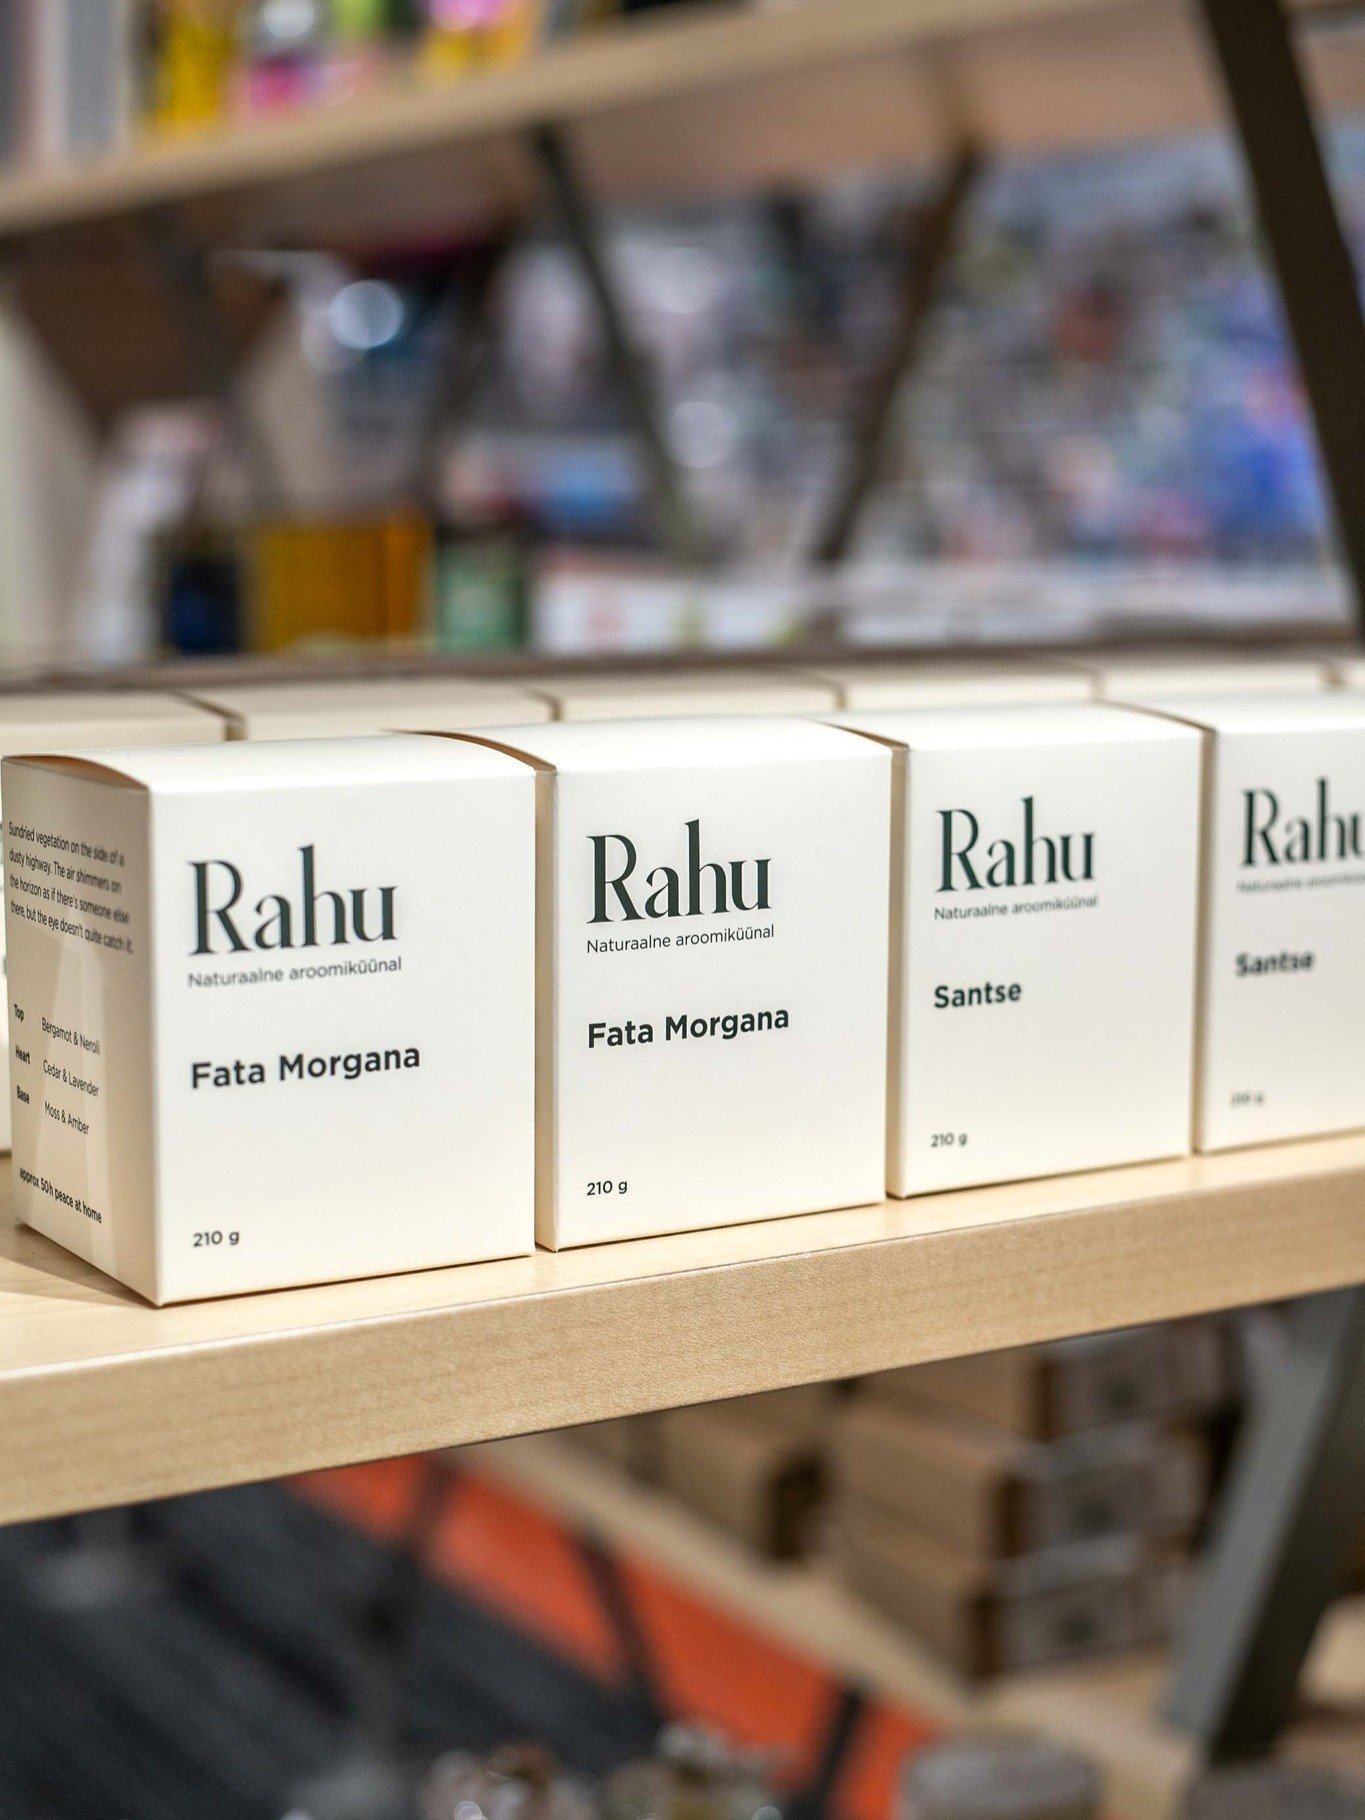 Sundried vegetation on the side of a
dusty highway. The air shimmers on
the horizon as if there's someone else
there, but the eye doesn't quite catch it.
Top Bergamot & Neroli
Heart Cedar & Lavender
Base Moss & Amber
approx 50h peace at home
Rahu
Naturaalne aroomiküünal
Fata Morgana
210 g
Rahu
Naturaalne aroomiküünal
Fata Morgana
210 g
Rahu
Naturaalne aroomiküünal
Santse
210 g
Rahu
Naturaalne aroomiküünal
Santse
210 g